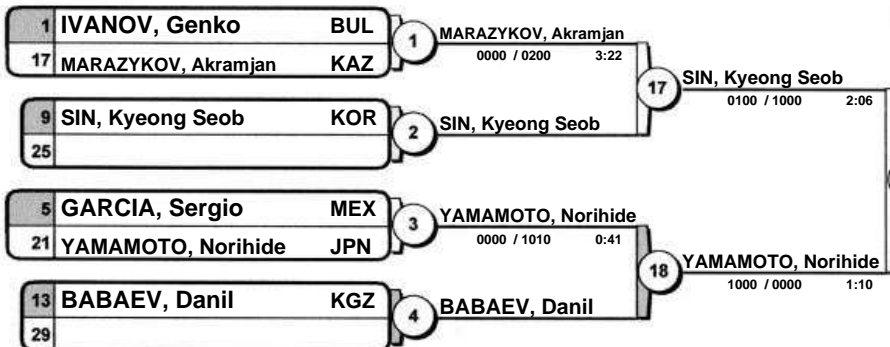 1 IVANOV, Genko BUL
17 MARAZYKOV, Akramjan KAZ
1
MARAZYKOV, Akramjan
0000 / 0200 3:22
9 SIN, Kyeong Seob KOR
25
2
SIN, Kyeong Seob
17
SIN, Kyeong Seob
0100 / 1000 2:06
5 GARCIA, Sergio MEX
21 YAMAMOTO, Norihide JPN
3
YAMAMOTO, Norihide
0000 / 1010 0:41
13 BABAEV, Danil KGZ
29
4
BABAEV, Danil
18
YAMAMOTO, Norihide
1000 / 0000 1:10